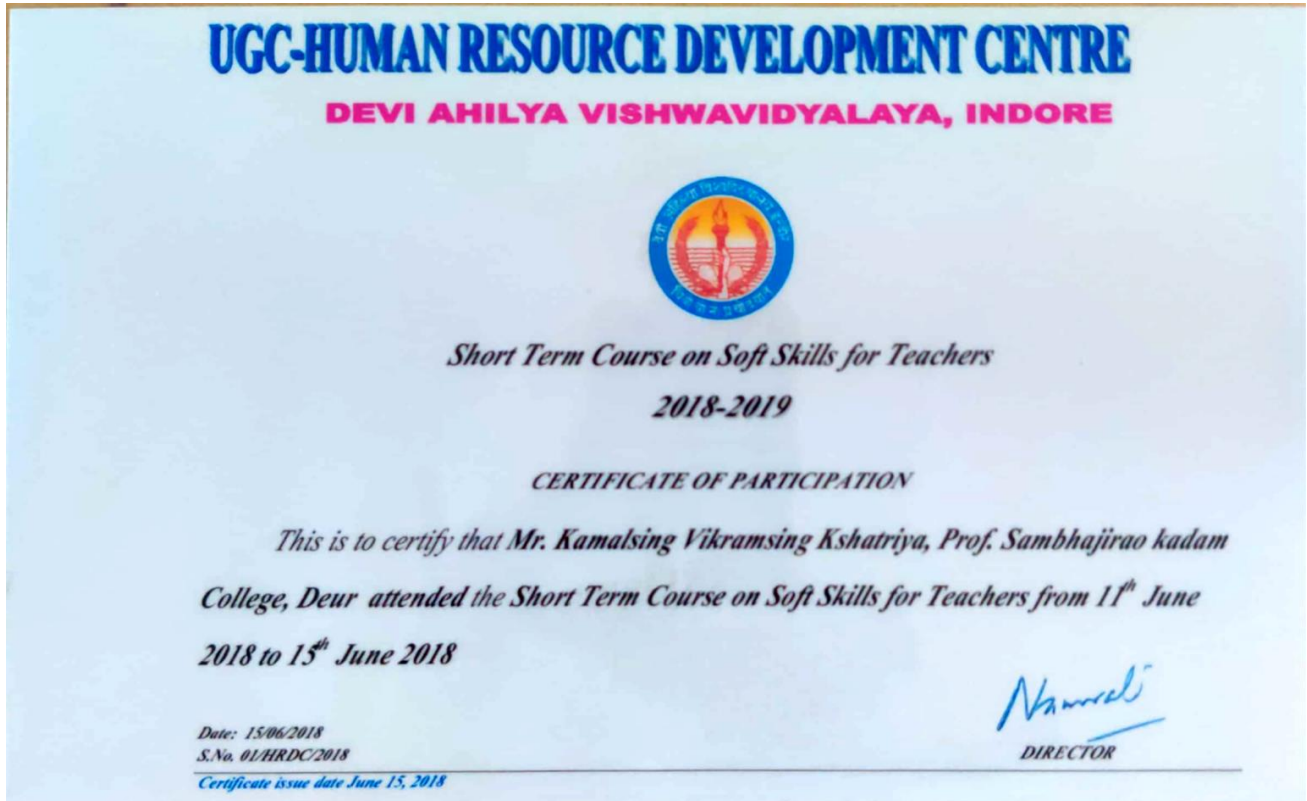 UGC-HUMAN RESOURCE DEVELOPMENT CENTRE
DEVI AHILYA VISHWAVIDYALAYA, INDORE
Short Term Course on Soft Skills for Teachers
2018-2019
CERTIFICATE OF PARTICIPATION
This is to certify that Mr. Kamalsing Vikramsing Kshatriya, Prof. Sambhajirao kadam
College, Deur attended the Short Term Course on Soft Skills for Teachers from 11th June
2018 to 15th June 2018
Date: 15/06/2018
S.No. 01/HRDC/2018
DIRECTOR
Certificate issue date June 15, 2018